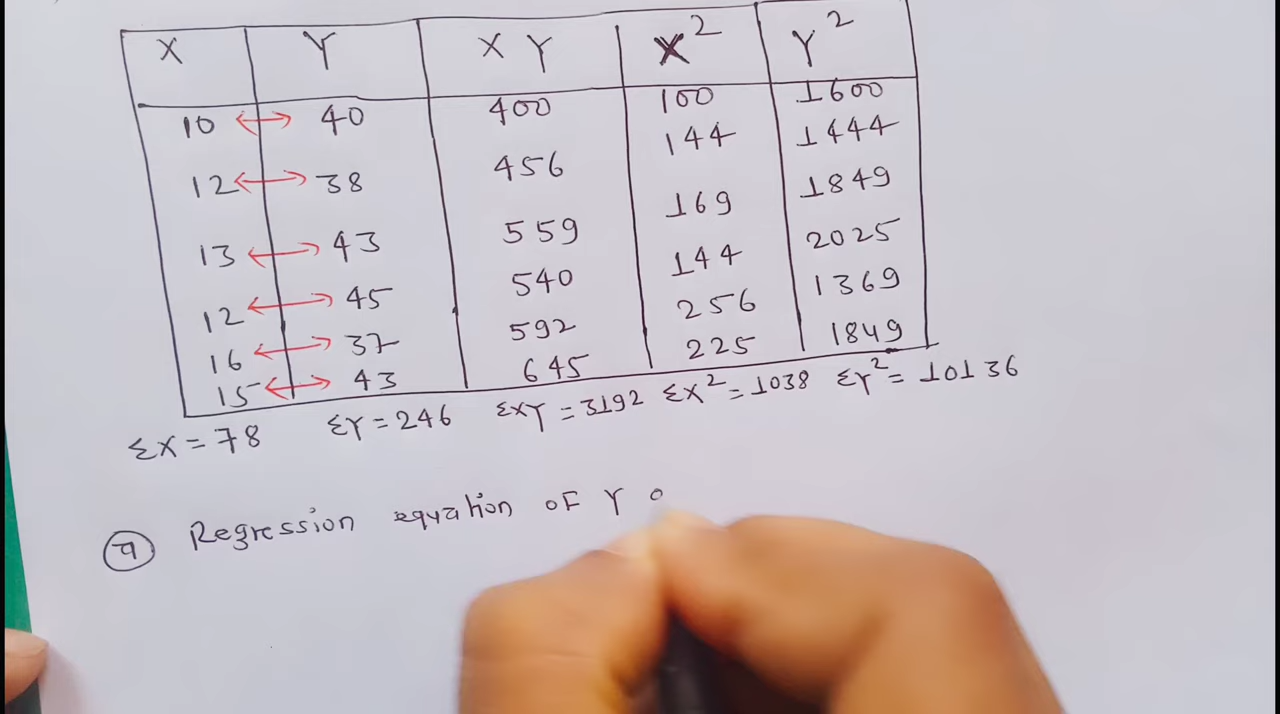 X Y XY X² Y²
10 ↔ 40 400 100 1600
12 ↔ 38 456 144 1444
13 ↔ 43 559 169 1849
12 ↔ 45 540 144 2025
16 ↔ 37 592 256 1369
15 ↔ 43 645 225 1849
ΣX = 78 ΣY = 246 ΣXY = 3192 ΣX² = 1038 ΣY² = 10136
a Regression equation of Y o